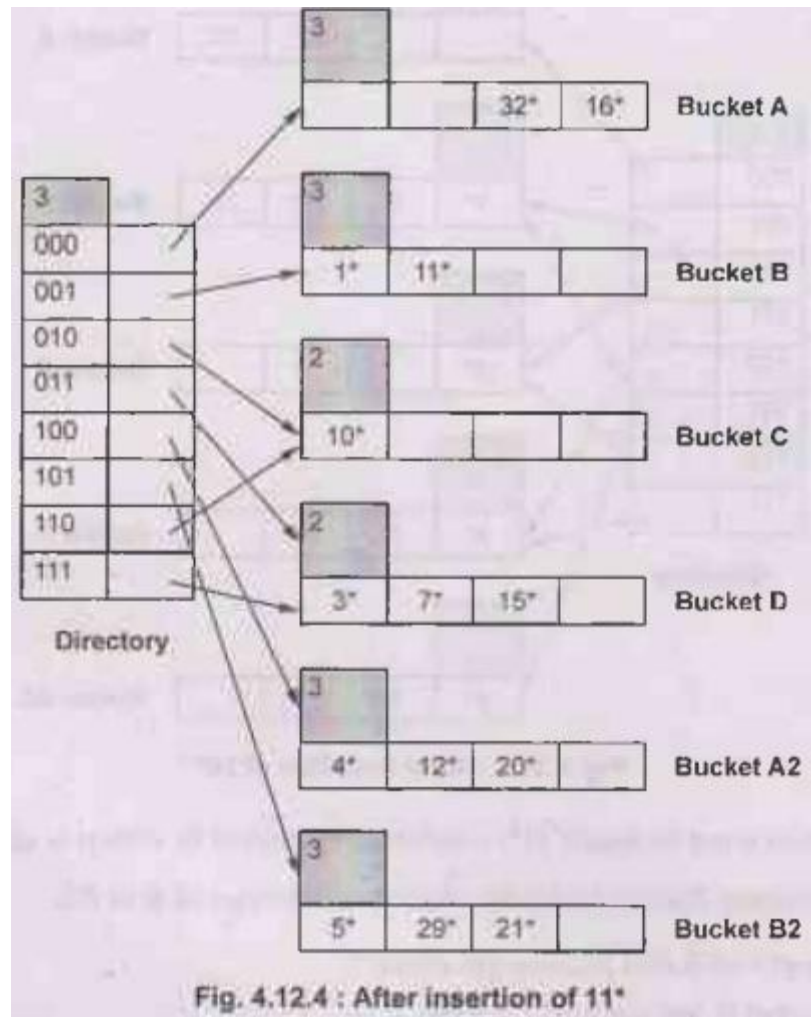 3
32* 16* Bucket A
3
1* 11* Bucket B
2
10* Bucket C
2
3* 7* 15* Bucket D
3
4* 12* 20* Bucket A2
3
5* 29* 21* Bucket B2
3
000
001
010
011
100
101
110
111
Directory
Fig. 4.12.4 : After insertion of 11*